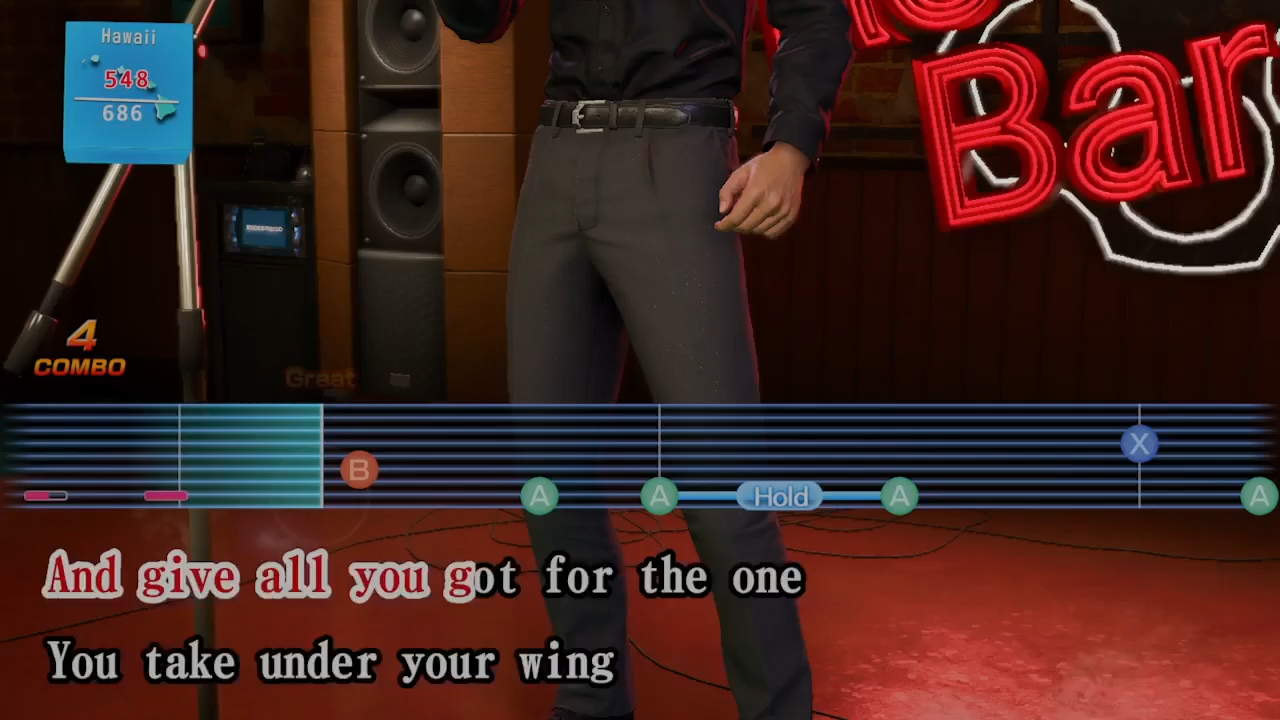 Hawaii
548
686
Bar
4
COMBO
Great
B
X
A
A
Hold
A
A
And give all you got for the one
You take under your wing